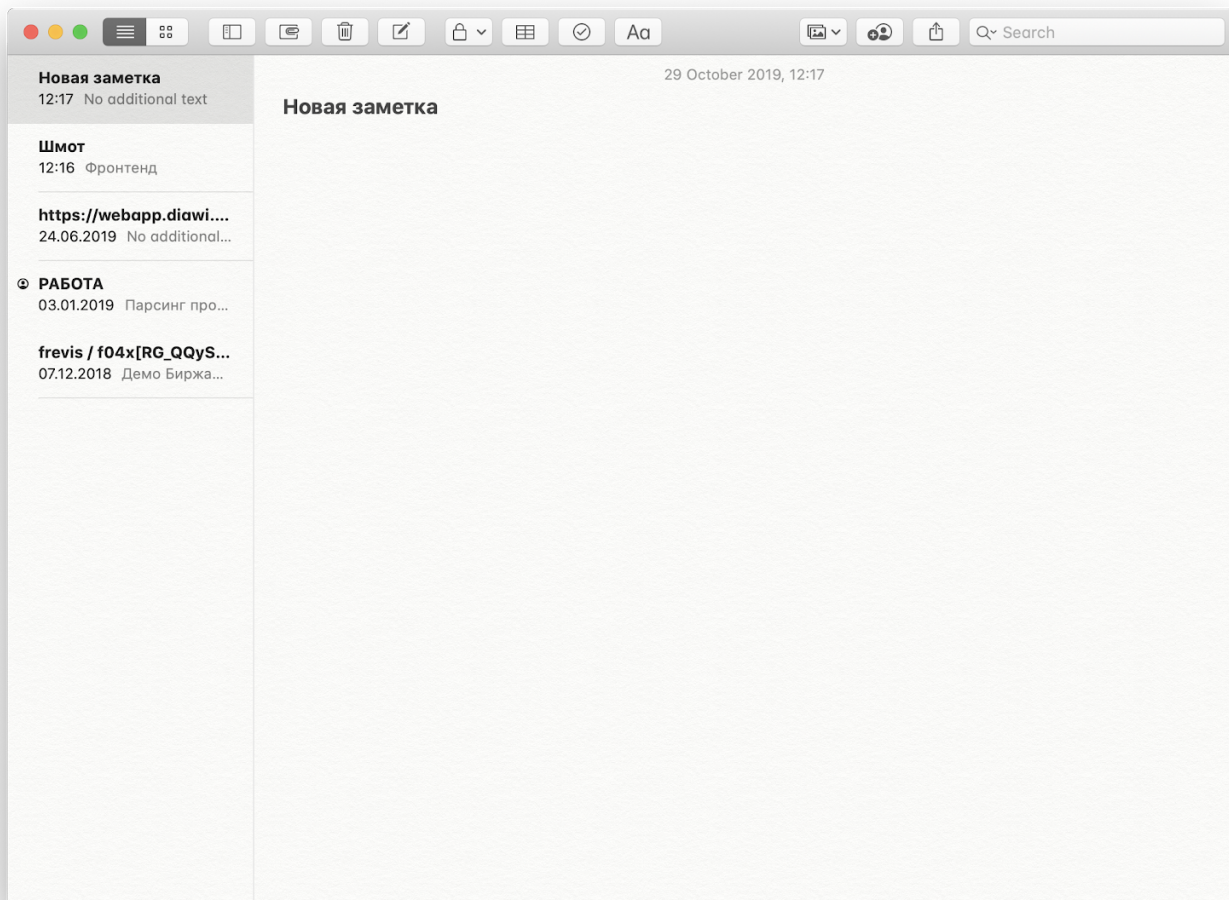 Aa
Search
Новая заметка
12:17 No additional text
Шмот
12:16 Фронтенд
https://webapp.diawi....
24.06.2019 No additional...
РАБОТА
03.01.2019 Парсинг про...
frevis / f04x[RG_QQyS...
07.12.2018 Демо Биржа...
29 October 2019, 12:17
Новая заметка